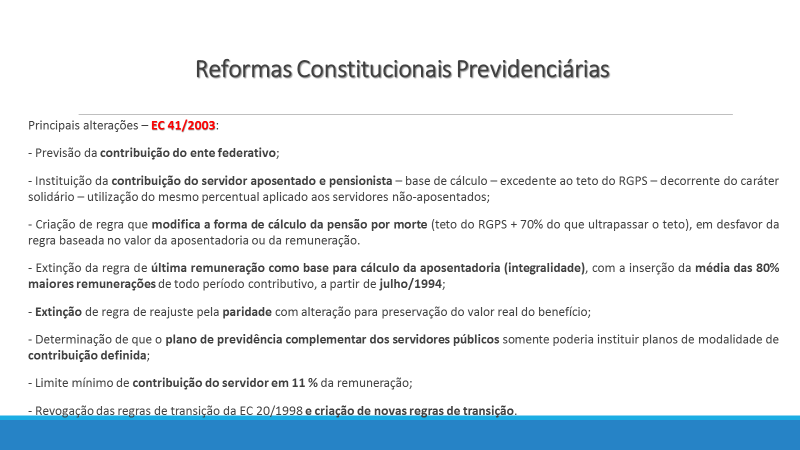 Reformas Constitucionais Previdenciárias
Principais alterações – EC 41/2003:
- Previsão da contribuição do ente federativo;
- Instituição da contribuição do servidor aposentado e pensionista – base de cálculo – excedente ao teto do RGPS – decorrente do caráter
solidário – utilização do mesmo percentual aplicado aos servidores não-aposentados;
- Criação de regra que modifica a forma de cálculo da pensão por morte (teto do RGPS + 70% do que ultrapassar o teto), em desfavor da
regra baseada no valor da aposentadoria ou da remuneração.
- Extinção da regra de última remuneração como base para cálculo da aposentadoria (integralidade), com a inserção da média das 80%
maiores remunerações de todo período contributivo, a partir de julho/1994;
- Extinção de regra de reajuste pela paridade com alteração para preservação do valor real do benefício;
- Determinação de que o plano de previdência complementar dos servidores públicos somente poderia instituir planos de modalidade de
contribuição definida;
- Limite mínimo de contribuição do servidor em 11 % da remuneração;
- Revogação das regras de transição da EC 20/1998 e criação de novas regras de transição.